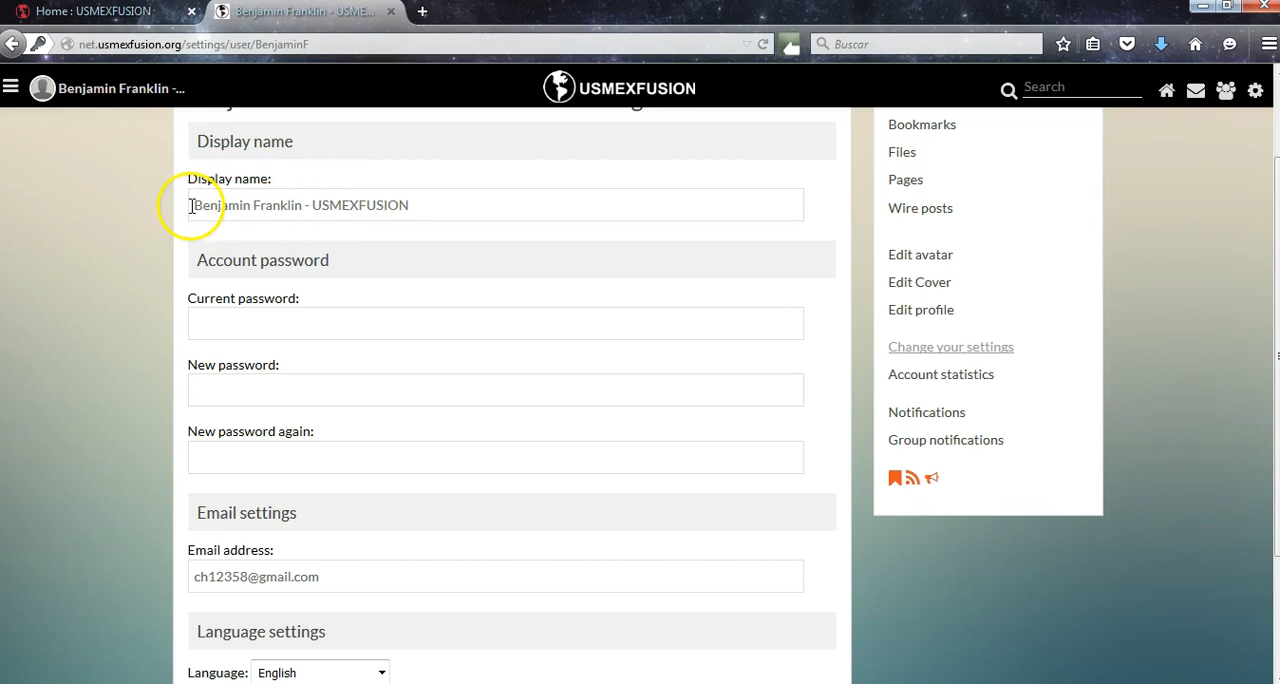 Home : USMEXFUSION
Benjamin Franklin - USME...
net.usmexfusion.org/settings/user/BenjaminF
Buscar
Benjamin Franklin -...
USMEXFUSION
Search
Display name
Display name:
Benjamin Franklin - USMEXFUSION
Account password
Current password:
New password:
New password again:
Email settings
Email address:
ch12358@gmail.com
Language settings
Language: English
Bookmarks
Files
Pages
Wire posts
Edit avatar
Edit Cover
Edit profile
Change your settings
Account statistics
Notifications
Group notifications